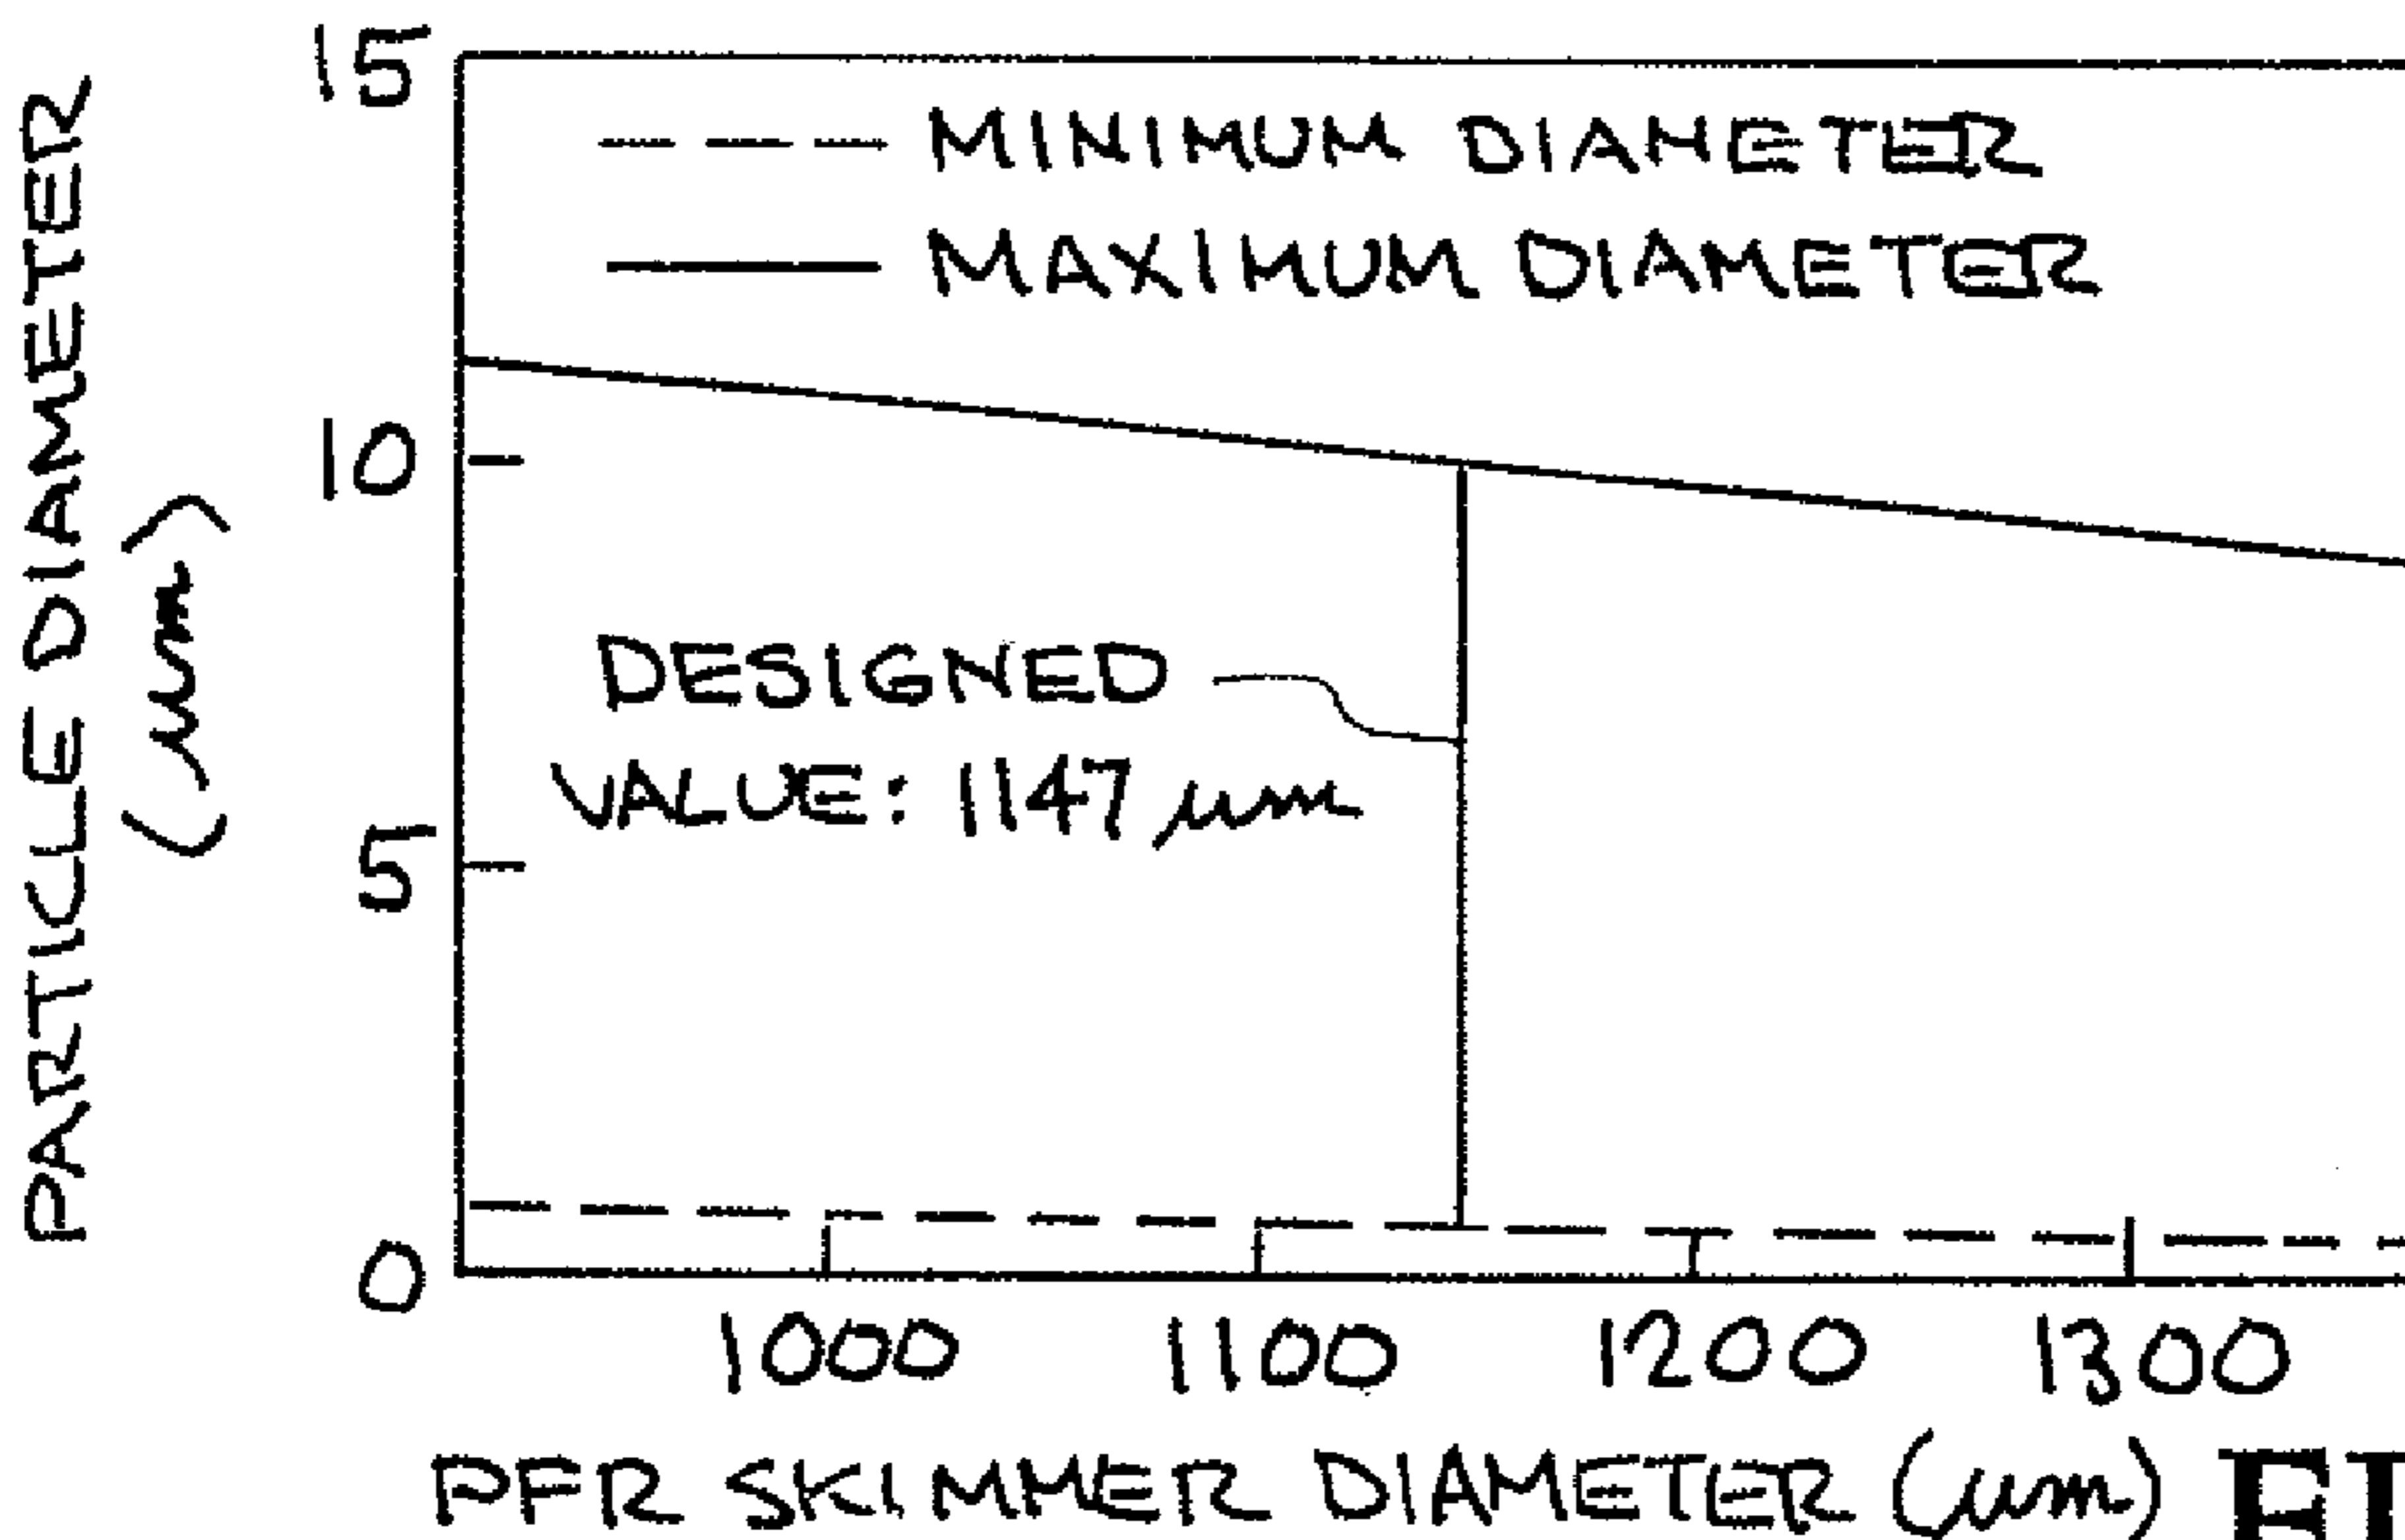 15
10
5
0
PARTICLE DIAMETER
(μm)
MINIMUM DIAMETER
MAXIMUM DIAMETER
DESIGNED
VALUE: 1147 μm
1000 1100 1200 1300
PFR SKIMMER DIAMETER (μm)